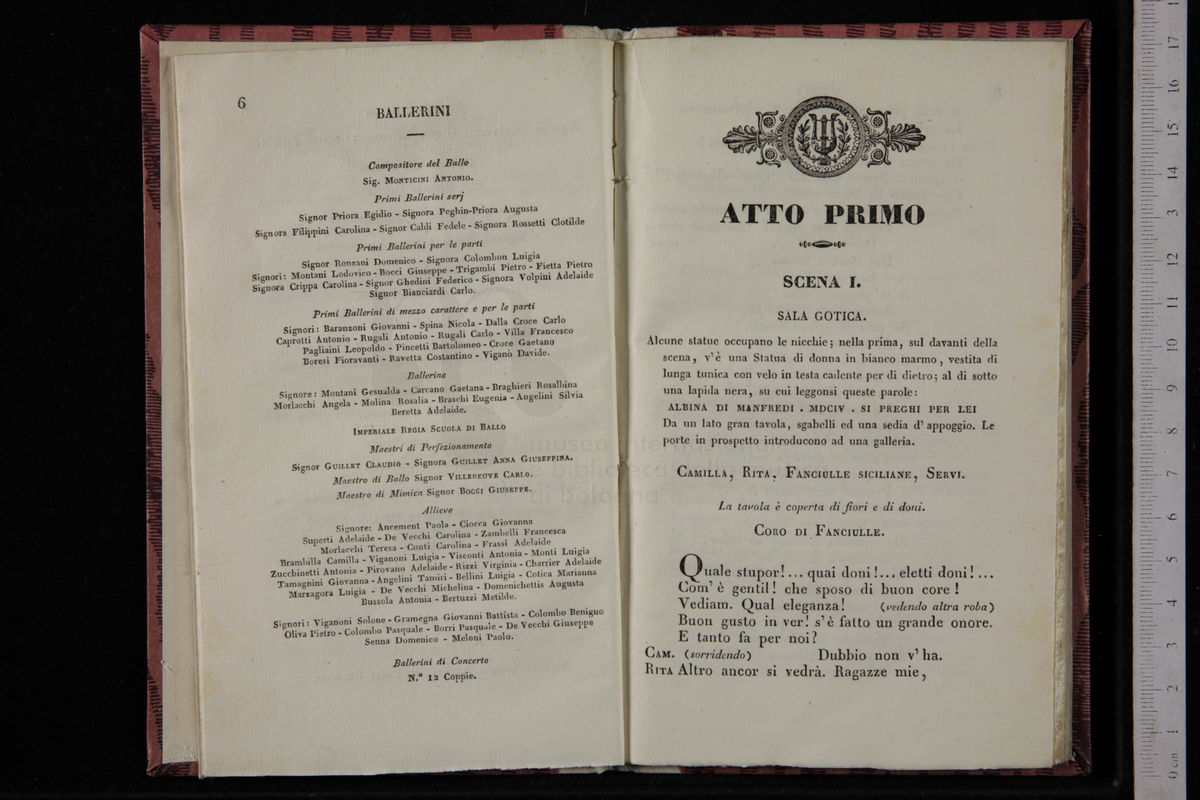 6
BALLERINI
Compositore del Ballo
Sig. MONTICINI ANTONIO.
Primi Ballerini serj
Signor Priora Egidio - Signora Peghin-Priora Augusta
Signora Filippini Carolina - Signor Caldi Fedele - Signora Rossetti Clotilde
Primi Ballerini per le parti
Signor Ronzani Domenico - Signora Colombon Luigia
Signori: Montani Lodovico - Bocci Giuseppe - Trigambi Pietro - Fietta Pietro
Signora Crippa Carolina - Signor Ghedini Federico - Signora Volpini Adelaide
Signor Bianciardi Carlo.
Primi Ballerini di mezzo carattere e per le parti
Signori: Baranzoni Giovanni - Spina Nicola - Dalla Croce Carlo
Caprotti Antonio - Rugali Antonio - Rugali Carlo - Villa Francesco
Pagliaini Leopoldo - Pincetti Bartolomeo - Croce Gaetano
Boresi Fioravanti - Ravetta Costantino - Viganò Davide.
Ballerine
Signore: Montani Gesualda - Carcano Gaetana - Braghieri Rosalbina
Morlacchi Angela - Molina Rosalia - Braschi Eugenia - Angelini Silvia
Beretta Adelaide.
IMPERIALE REGIA SCUOLA DI BALLO
Maestri di Perfezionamento
Signor GUILLET CLAUDIO - Signora GUILLET ANNA GIUSEPPINA.
Maestro di Ballo Signor VILLENEUVE CARLO.
Maestro di Mimica Signor BOCCI GIUSEPPE.
Allieve
Signore: Ancement Paola - Ciocca Giovanna
Superti Adelaide - De Vecchi Carolina - Zambelli Francesca
Morlacchi Teresa - Conti Carolina - Frassi Adelaide
Brambilla Camilla - Viganoni Luigia - Visconti Antonia - Monti Luigia
Zucchinetti Antonia - Pirovano Adelaide - Rizzi Virginia - Charrier Adelaide
Tamagnini Giovanna - Angelini Tamiri - Bellini Luigia - Cotica Marianna
Marzagora Luigia - De Vecchi Michelina - Domenichettis Augusta
Bussola Antonia - Bertuzzi Metilde.
Signori: Viganoni Solone - Gramegna Giovanni Battista - Colombo Benigno
Oliva Pietro - Colombo Pasquale - Borri Pasquale - De Vecchi Giuseppe
Senna Domenico - Meloni Paolo.
Ballerini di Concerto
N.º 12 Coppie.
ATTO PRIMO
SCENA I.
SALA GOTICA.
Alcune statue occupano le nicchie; nella prima, sul davanti della
scena, v'è una Statua di donna in bianco marmo, vestita di
lunga tunica con velo in testa cadente per di dietro; al di sotto
una lapida nera, su cui leggonsi queste parole:
ALBINA DI MANFREDI . MDCIV . SI PREGHI PER LEI
Da un lato gran tavola, sgabelli ed una sedia d'appoggio. Le
porte in prospetto introducono ad una galleria.
CAMILLA, RITA, FANCIULLE SICILIANE, SERVI.
La tavola è coperta di fiori e di doni.
CORO DI FANCIULLE.
Quale stupor!... quai doni!... eletti doni!...
Com' è gentil! che sposo di buon core!
Vediam. Qual eleganza! (vedendo altra roba)
Buon gusto in ver! s'è fatto un grande onore.
E tanto fa per noi?
CAM. (sorridendo) Dubbio non v'ha.
RITA Altro ancor si vedrà. Ragazze mie,